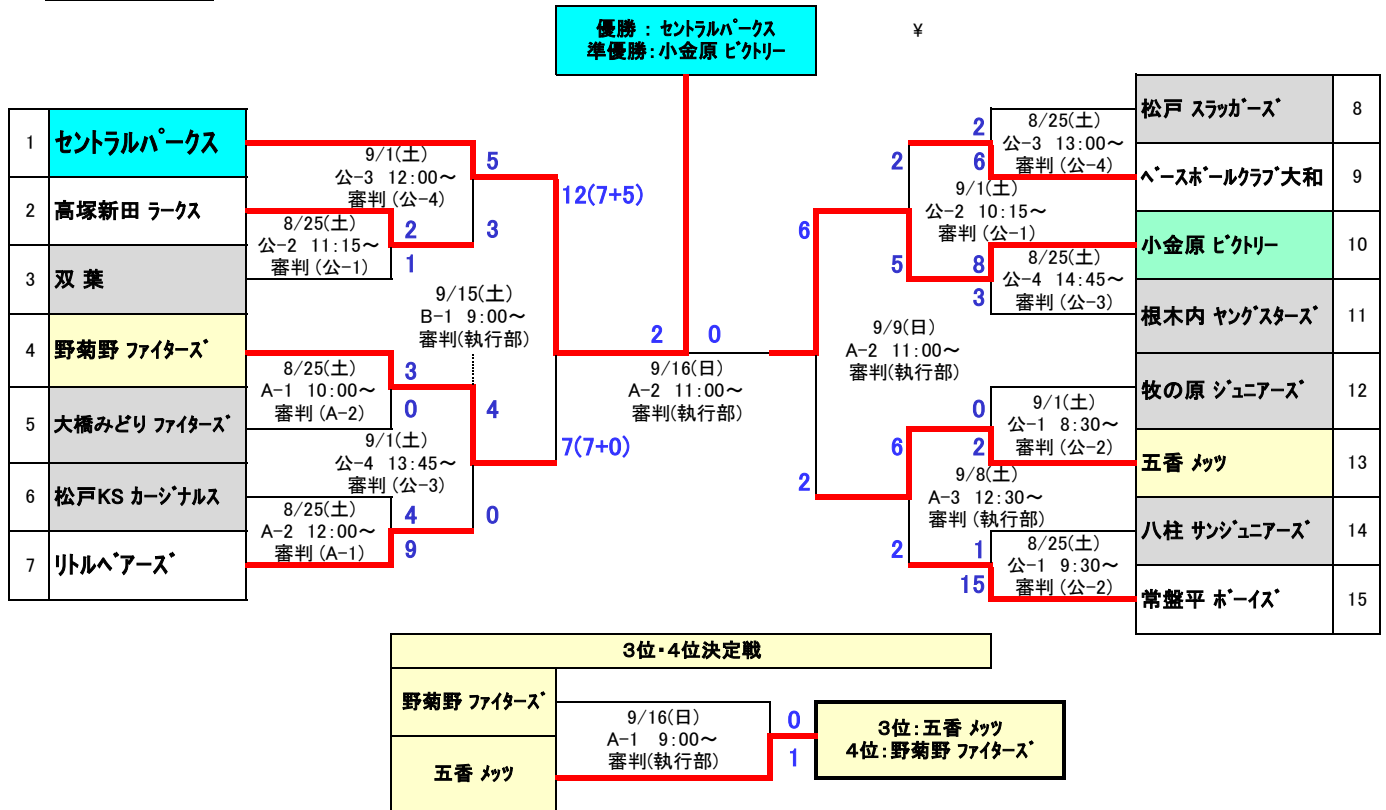 優勝 : セントラルパークス
準優勝:小金原 ビクトリー
¥
1
セントラルパークス
2
高塚新田 ラークス
3
双 葉
4
野菊野 ファイターズ
5
大橋みどり ファイターズ
6
松戸KS カージナルス
7
リトルベアーズ
9/1(土)
公-3 12:00~
審判 (公-4)
5
3
8/25(土)
公-2 11:15~
審判 (公-1)
2
1
12(7+5)
9/15(土)
B-1 9:00~
審判(執行部)
8/25(土)
A-1 10:00~
審判 (A-2)
3
0
4
0
7(7+0)
9/1(土)
公-4 13:45~
審判 (公-3)
8/25(土)
A-2 12:00~
審判 (A-1)
4
9
2
0
9/16(日)
A-2 11:00~
審判(執行部)
松戸 スラッガーズ
8
ベースボールクラブ大和
9
小金原 ビクトリー
10
根木内 ヤングスターズ
11
牧の原 ジュニアーズ
12
五香 メッツ
13
八柱 サンジュニアーズ
14
常盤平 ボーイズ
15
8/25(土)
公-3 13:00~
審判 (公-4)
2
6
2
9/1(土)
公-2 10:15~
審判 (公-1)
6
5
8
3
8/25(土)
公-4 14:45~
審判 (公-3)
9/9(日)
A-2 11:00~
審判(執行部)
0
2
9/1(土)
公-1 8:30~
審判 (公-2)
6
2
9/8(土)
A-3 12:30~
審判 (執行部)
2
1
15
8/25(土)
公-1 9:30~
審判 (公-2)
3位・4位決定戦
野菊野 ファイターズ
五香 メッツ
9/16(日)
A-1 9:00~
審判(執行部)
0
1
3位:五香 メッツ
4位:野菊野 ファイターズ